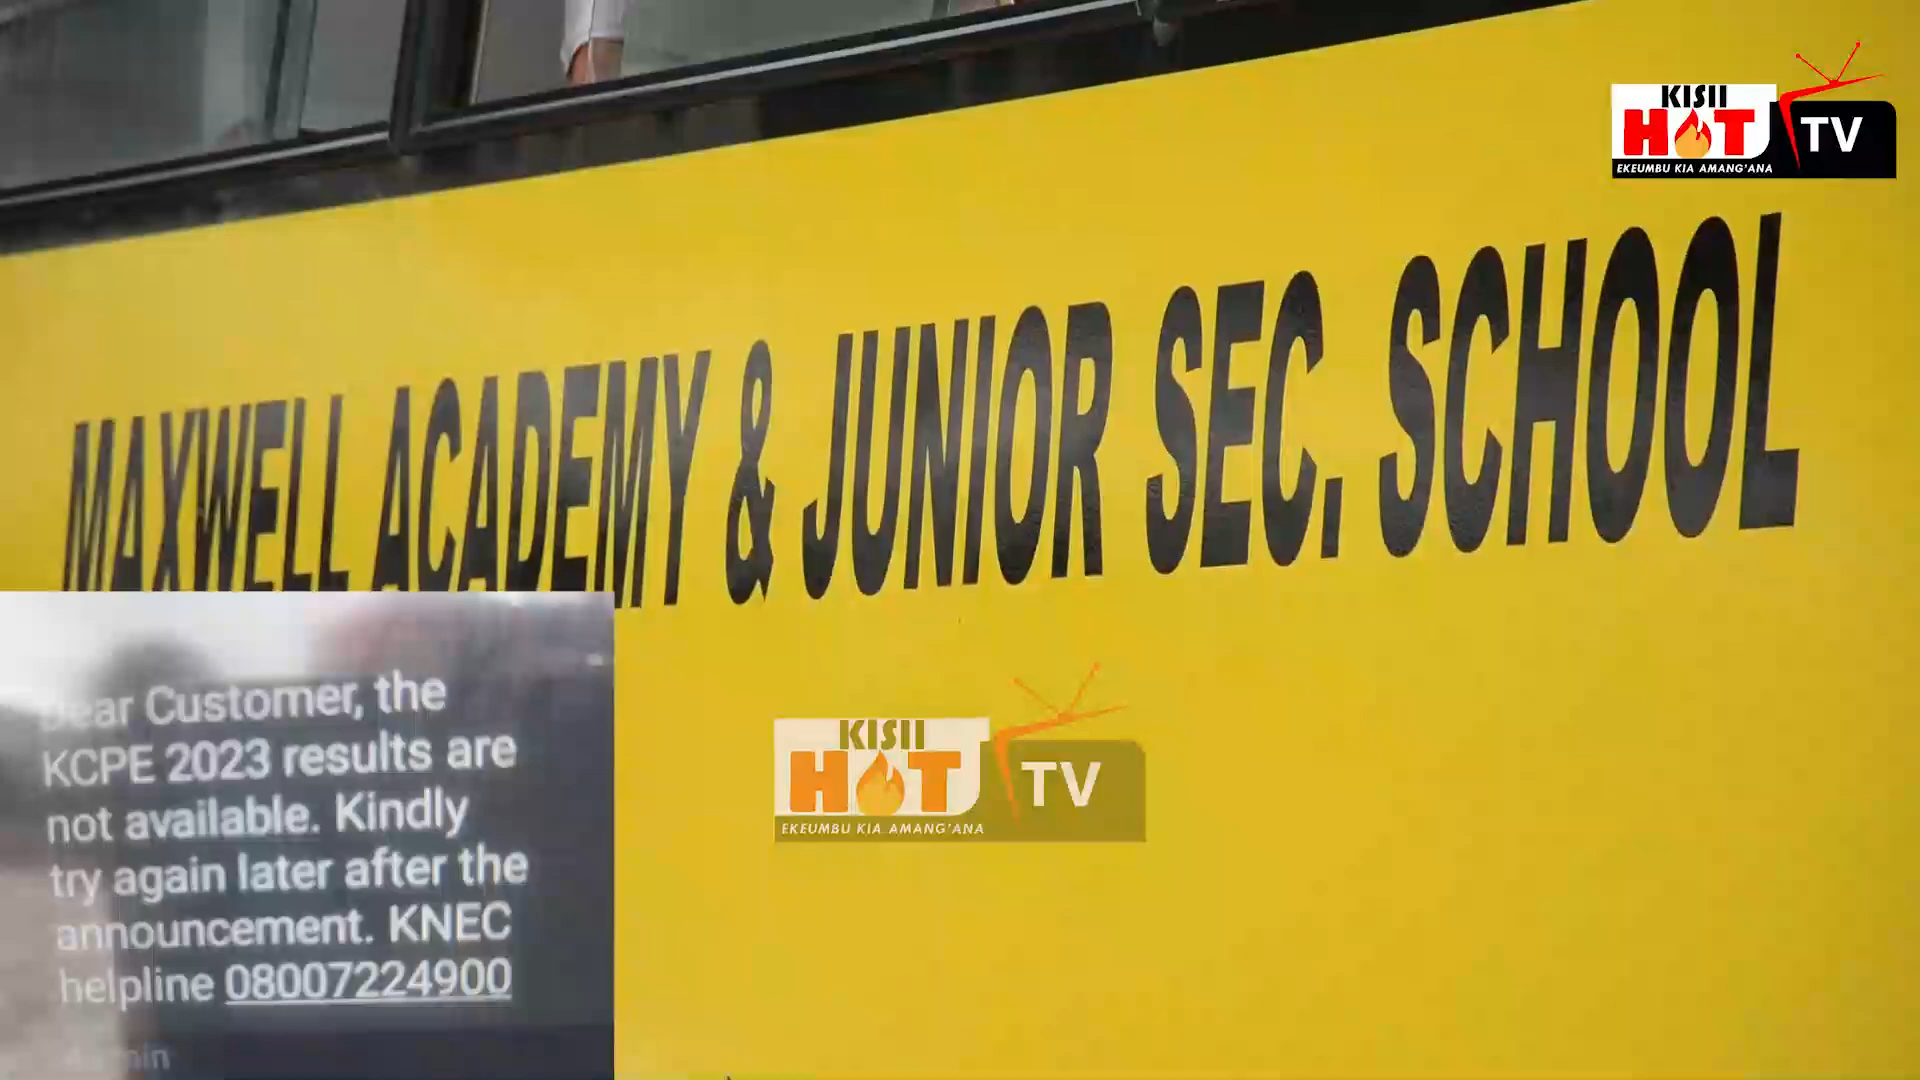 KISII
HOT TV
EKEUMBU KIA AMANG'ANA
MAXWELL ACADEMY & JUNIOR SEC. SCHOOL
Dear Customer, the
KCPE 2023 results are
not available. Kindly
try again later after the
announcement. KNEC
helpline 08007224900
KISII
HOT TV
EKEUMBU KIA AMANG'ANA